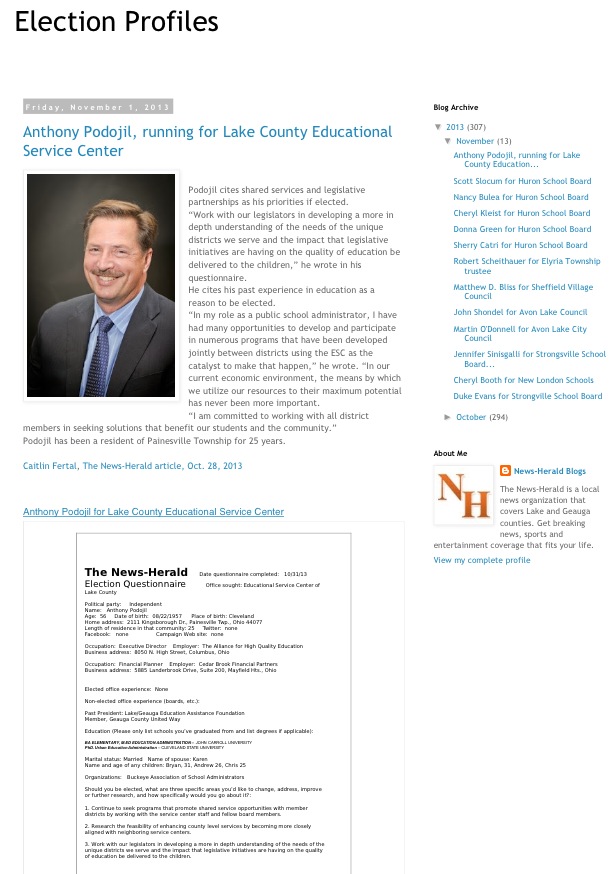 Election Profiles
Friday, November 1, 2013
Anthony Podojil, running for Lake County Educational
Service Center
Podojil cites shared services and legislative
partnerships as his priorities if elected.
“Work with our legislators in developing a more in
depth understanding of the needs of the unique
districts we serve and the impact that legislative
initiatives are having on the quality of education be
delivered to the children,” he wrote in his
questionnaire.
He cites his past experience in education as a
reason to be elected.
“In my role as a public school administrator, I have
had many opportunities to develop and participate
in numerous programs that have been developed
jointly between districts using the ESC as the
catalyst to make that happen,” he wrote. “In our
current economic environment, the means by which
we utilize our resources to their maximum potential
has never been more important.
“I am committed to working with all district
members in seeking solutions that benefit our students and the community.”
Podojil has been a resident of Painesville Township for 25 years.
Caitlin Fertal, The News-Herald article, Oct. 28, 2013
Anthony Podojil for Lake County Educational Service Center
The News-Herald Date questionnaire completed: 10/31/13
Election Questionnaire Office sought: Educational Service Center of
Lake County
Political party: Independent
Name: Anthony Podojil
Age: 56 Date of birth: 08/22/1957 Place of birth: Cleveland
Home address: 2111 Kingsborough Dr., Painesville Twp., Ohio 44077
Length of residence in that community: 25 Twitter: none
Facebook: none Campaign Web site: none
Occupation: Executive Director Employer: The Alliance for High Quality Education
Business address: 8050 N. High Street, Columbus, Ohio
Occupation: Financial Planner Employer: Cedar Brook Financial Partners
Business address: 5885 Landerbrook Drive, Suite 200, Mayfield Hts., Ohio
Elected office experience: None
Non-elected office experience (boards, etc.):
Past President: Lake/Geauga Education Assistance Foundation
Member, Geauga County United Way
Education (Please only list schools you've graduated from and list degrees if applicable):
BA ELEMENTARY, M/ED EDUCATION ADMINISTRATION – JOHN CARROLL UNIVERSITY
PhD. Urban Education Administration – CLEVELAND STATE UNIVERSITY
Marital status: Married Name of spouse: Karen
Name and age of any children: Bryan, 31, Andrew 26, Chris 25
Organizations: Buckeye Association of School Administrators
Should you be elected, what are three specific areas you'd like to change, address, improve
or further research, and how specifically would you go about it?:
1. Continue to seek programs that promote shared service opportunities with member
districts by working with the service center staff and fellow board members.
2. Research the feasibility of enhancing county level services by becoming more closely
aligned with neighboring service centers.
3. Work with our legislators in developing a more in depth understanding of the needs of the
unique districts we serve and the impact that legislative initiatives are having on the quality
of education be delivered to the children.
Blog Archive
▼ 2013 (307)
▼ November (13)
Anthony Podojil, running for Lake
County Education...
Scott Slocum for Huron School Board
Nancy Bulea for Huron School Board
Cheryl Kleist for Huron School Board
Donna Green for Huron School Board
Sherry Catri for Huron School Board
Robert Scheithauer for Elyria Township
trustee
Matthew D. Bliss for Sheffield Village
Council
John Shondel for Avon Lake Council
Martin O'Donnell for Avon Lake City
Council
Jennifer Sinisgalli for Strongsville School
Board...
Cheryl Booth for New London Schools
Duke Evans for Strongville School Board
► October (294)
About Me
NH
News-Herald Blogs
The News-Herald is a local
news organization that
covers Lake and Geauga
counties. Get breaking
news, sports and
entertainment coverage that fits your life.
View my complete profile